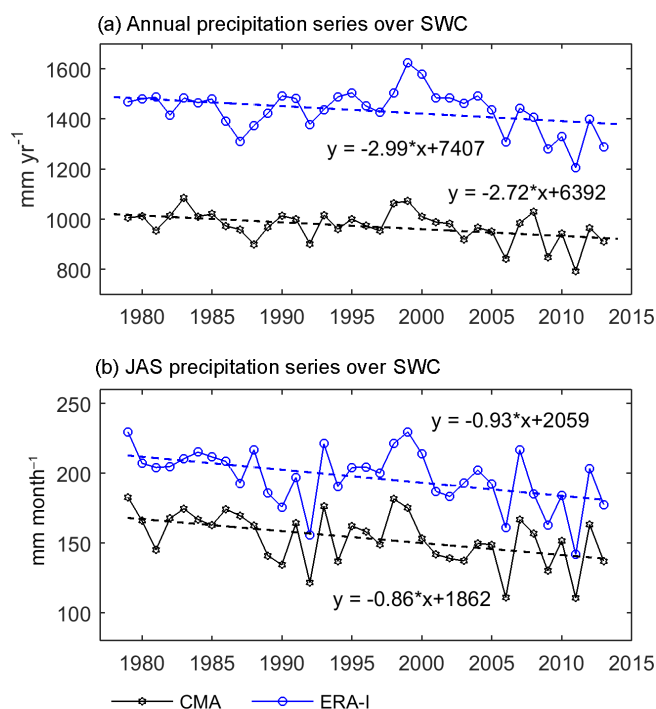 (a) Annual precipitation series over SWC
1600
1400
1200
1000
800
mm yr⁻¹
y = -2.99*x+7407
y = -2.72*x+6392
1980 1985 1990 1995 2000 2005 2010 2015
(b) JAS precipitation series over SWC
250
200
150
100
mm month⁻¹
y = -0.93*x+2059
y = -0.86*x+1862
1980 1985 1990 1995 2000 2005 2010 2015
CMA ERA-I